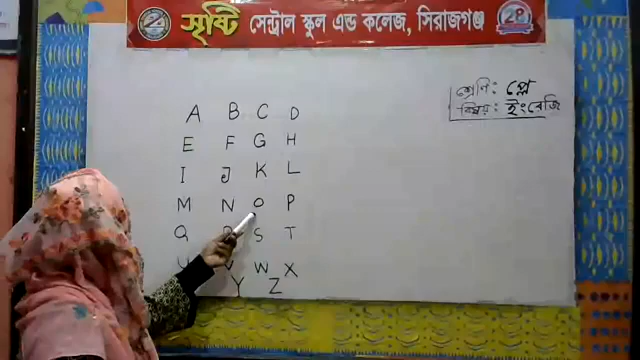 সৃষ্টি সেন্ট্রাল স্কুল এন্ড কলেজ, সিরাজগঞ্জ
শ্রেণি: প্লে
বিষয়: ইংরেজি
A B C D
E F G H
I J K L
M N O P
Q R S T
U V W X
Y Z